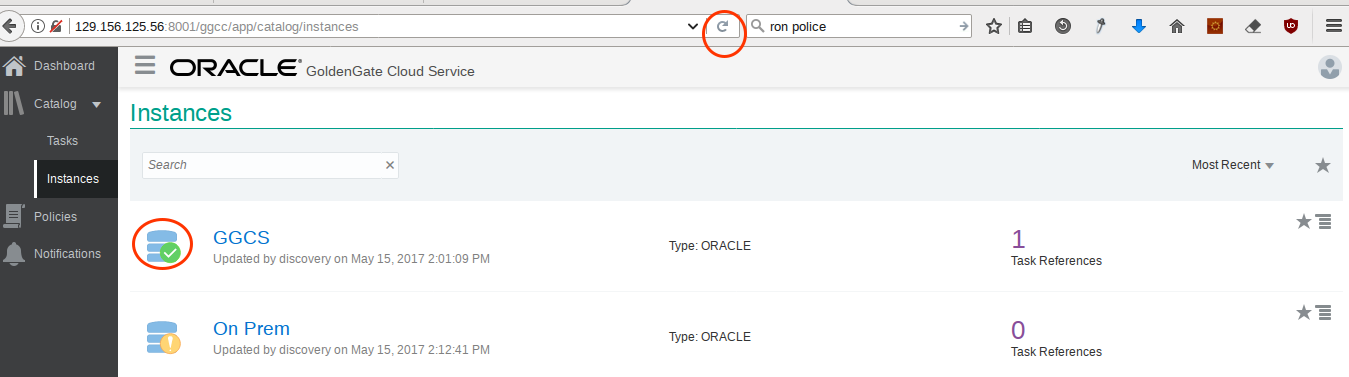 129.156.125.56:8001/ggcc/app/catalog/instances
ron police
Dashboard
ORACLE GoldenGate Cloud Service
Catalog
Instances
Tasks
Search
Most Recent
Instances
Policies
GGCS
Updated by discovery on May 15, 2017 2:01:09 PM
Type: ORACLE
1
Task References
Notifications
On Prem
Updated by discovery on May 15, 2017 2:12:41 PM
Type: ORACLE
0
Task References